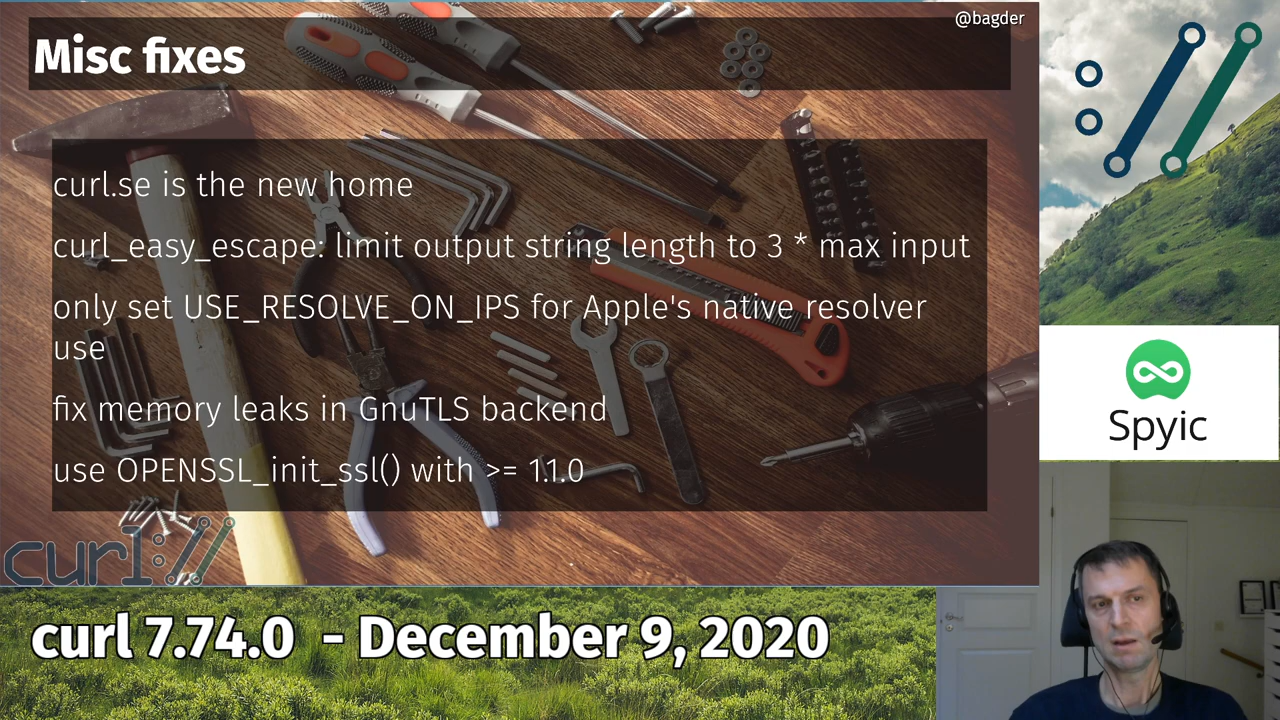 @bagder
Misc fixes
curl.se is the new home
curl_easy_escape: limit output string length to 3 * max input
only set USE_RESOLVE_ON_IPS for Apple's native resolver
use
fix memory leaks in GnuTLS backend
use OPENSSL_init_ssl() with >= 1.1.0
Spyic
curl://
curl 7.74.0 - December 9, 2020